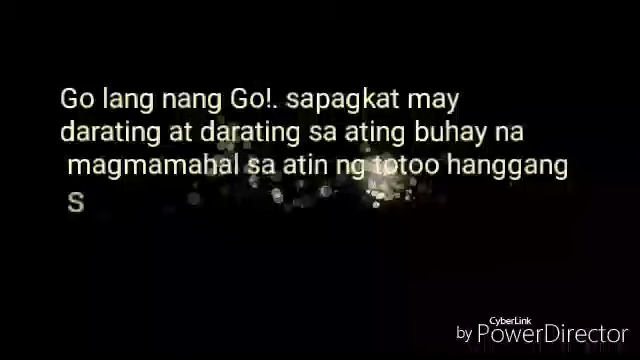 Go lang nang Go!. sapagkat may
darating at darating sa ating buhay na
magmamahal sa atin ng totoo hanggang
s
CyberLink
by PowerDirector